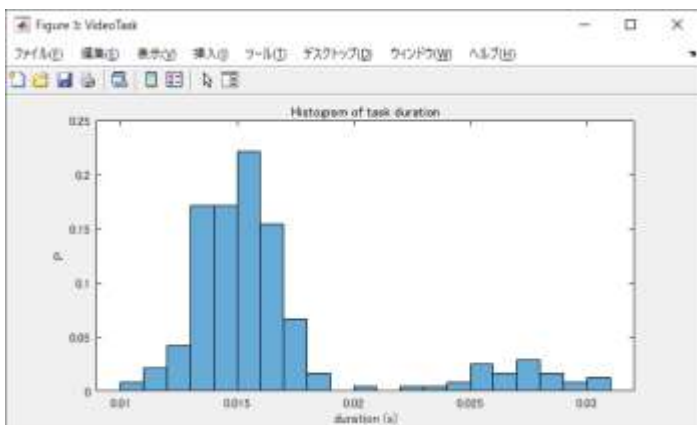 Figure 3: VideoTask
ファイル(F) 編集(E) 表示(V) 挿入(I) ツール(T) デスクトップ(D) ウィンドウ(W) ヘルプ(H)
Histogram of task duration
0.25
0.2
0.15
P
0.1
0.05
0
0.01 0.015 0.02 0.025 0.03
duration (s)